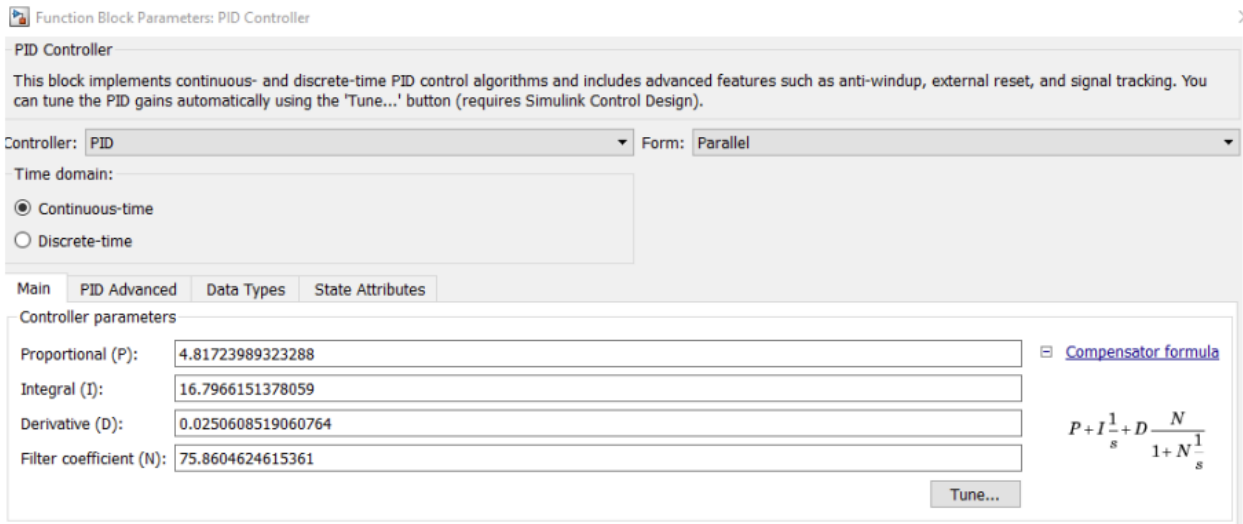 Function Block Parameters: PID Controller
PID Controller
This block implements continuous- and discrete-time PID control algorithms and includes advanced features such as anti-windup, external reset, and signal tracking. You
can tune the PID gains automatically using the 'Tune...' button (requires Simulink Control Design).
Controller: PID Form: Parallel
Time domain:
Continuous-time
Discrete-time
Main PID Advanced Data Types State Attributes
Controller parameters
Proportional (P): 4.81723989323288 Compensator formula
Integral (I): 16.7966151378059
Derivative (D): 0.0250608519060764
P+I 1/s + D N/(1+N 1/s)
Filter coefficient (N): 75.8604624615361
Tune...